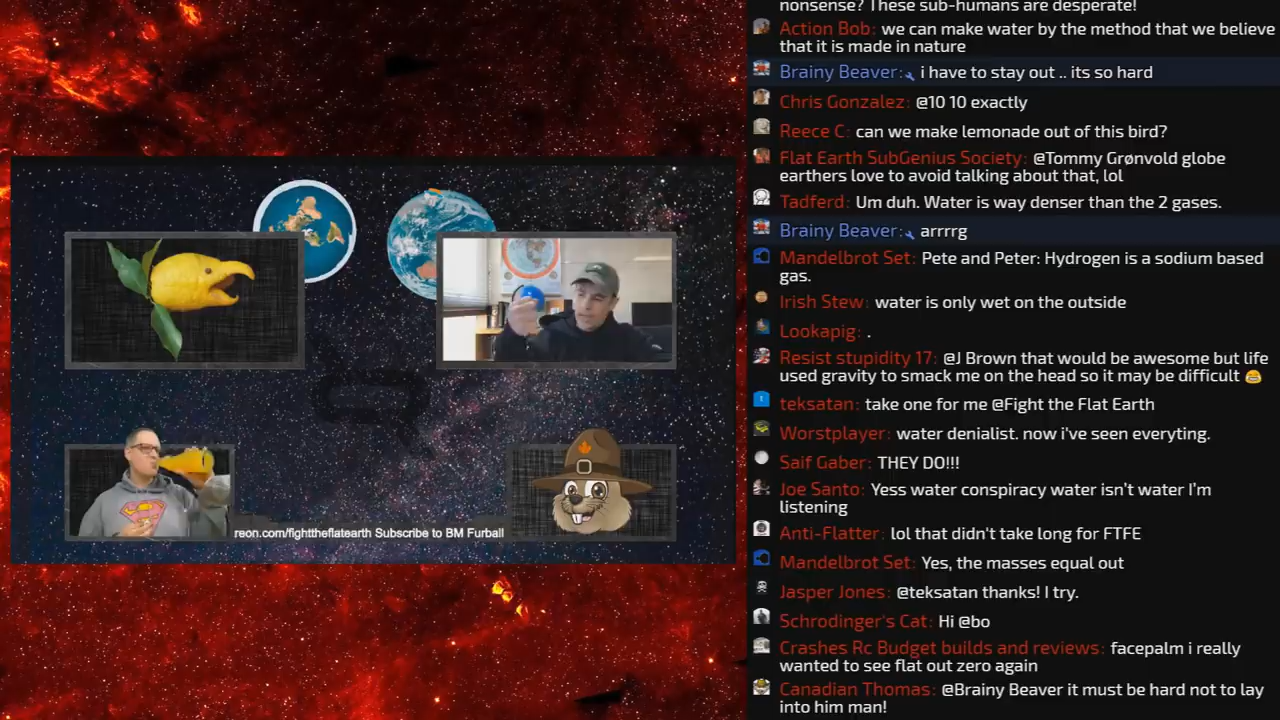 nonsense? These sub-humans are desperate!
Action Bob: we can make water by the method that we believe
that it is made in nature
Brainy Beaver: i have to stay out .. its so hard
Chris Gonzalez: @10 10 exactly
Reece C: can we make lemonade out of this bird?
Flat Earth SubGenius Society: @Tommy Grønvold globe
earthers love to avoid talking about that, lol
Tadferd: Um duh. Water is way denser than the 2 gases.
Brainy Beaver: arrrrg
Mandelbrot Set: Pete and Peter: Hydrogen is a sodium based
gas.
Irish Stew: water is only wet on the outside
Lookapig: .
Resist stupidity 17: @J Brown that would be awesome but life
used gravity to smack me on the head so it may be difficult 😁
teksatan: take one for me @Fight the Flat Earth
Worstplayer: water denialist. now i've seen everyting.
Saif Gaber: THEY DO!!!
Joe Santo: Yess water conspiracy water isn't water I'm
listening
Anti-Flatter: lol that didn't take long for FTFE
Mandelbrot Set: Yes, the masses equal out
Jasper Jones: @teksatan thanks! I try.
Schrodinger's Cat: Hi @bo
Crashes Rc Budget builds and reviews: facepalm i really
wanted to see flat out zero again
Canadian Thomas: @Brainy Beaver it must be hard not to lay
into him man!
reon.com/fighttheflatearth Subscribe to BM Furball